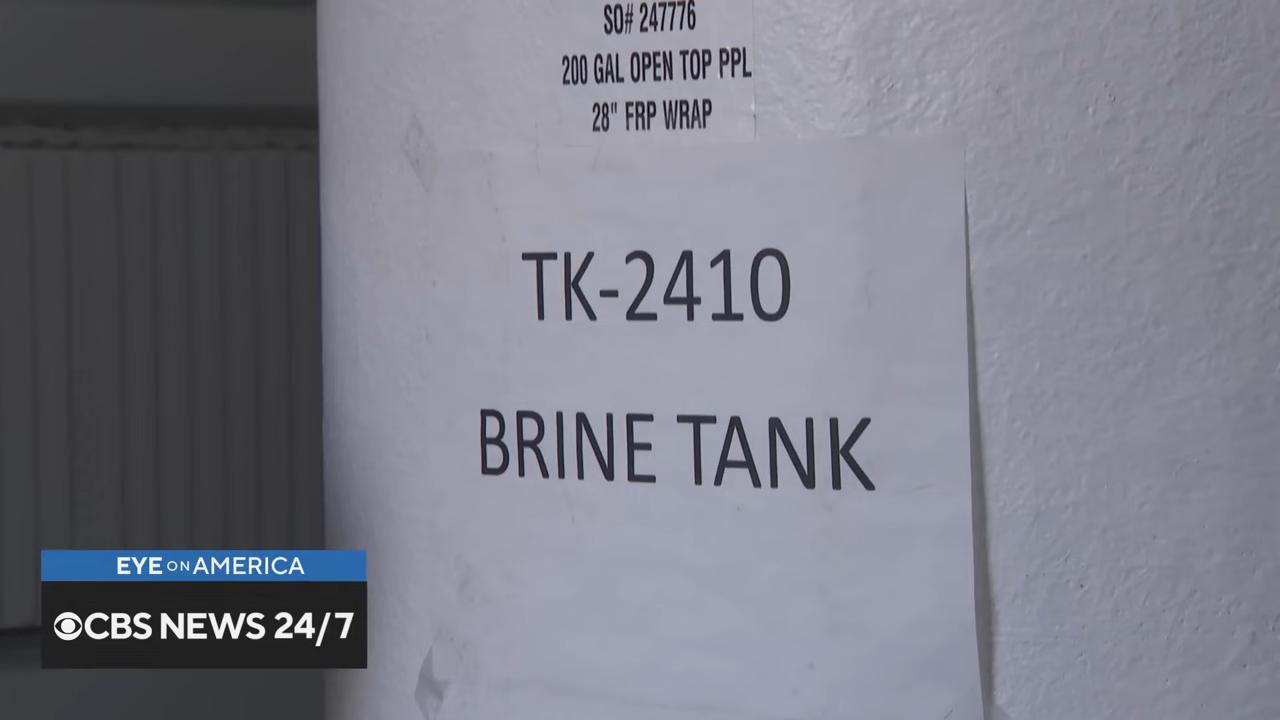 SO# 247776
200 GAL OPEN TOP PPL
28" FRP WRAP
TK-2410
BRINE TANK
EYE ON AMERICA
CBS NEWS 24/7